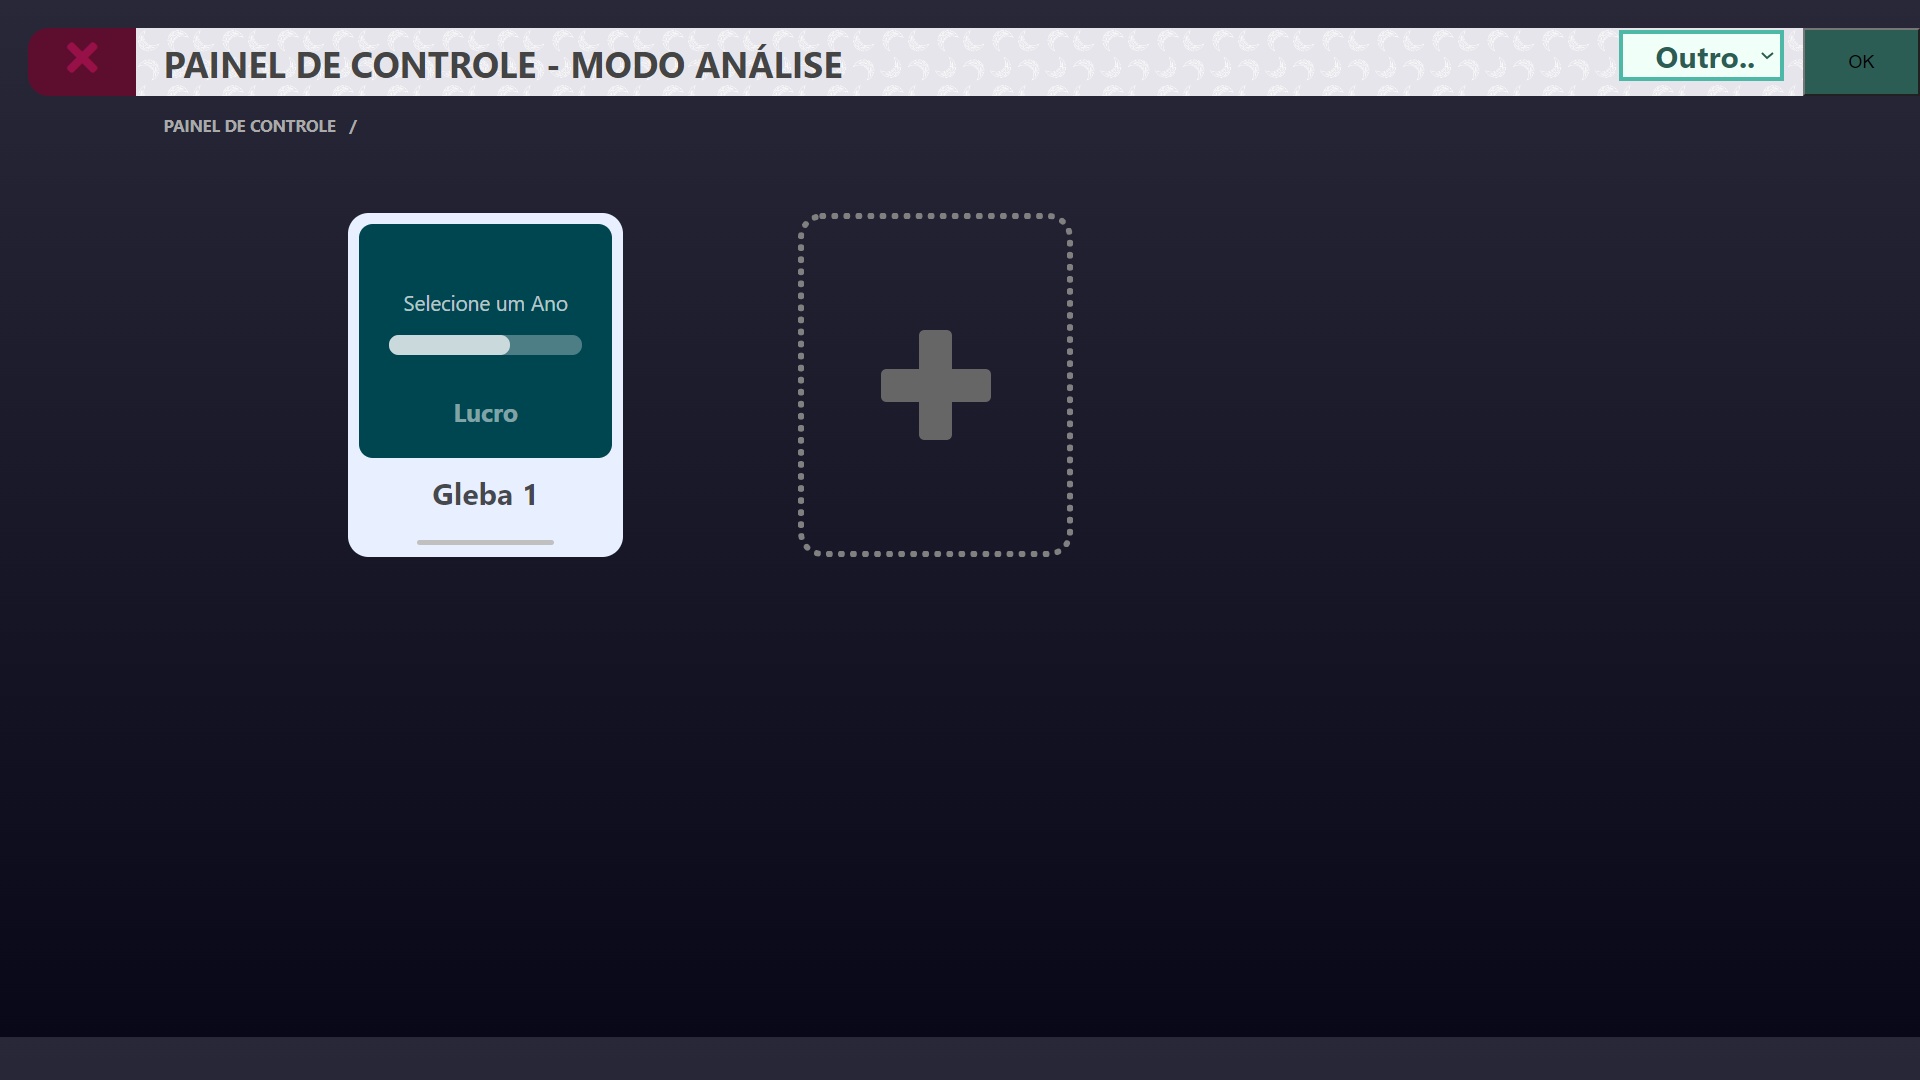 PAINEL DE CONTROLE - MODO ANÁLISE
Outro..
OK
PAINEL DE CONTROLE /
Selecione um Ano
Lucro
Gleba 1